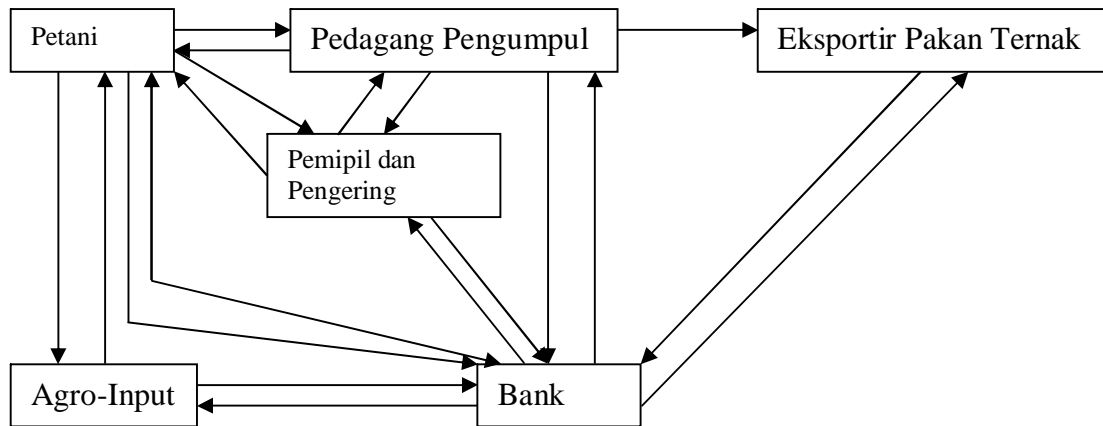 Petani
Pedagang Pengumpul
Eksportir Pakan Ternak
Pemipil dan
Pengering
Agro-Input
Bank